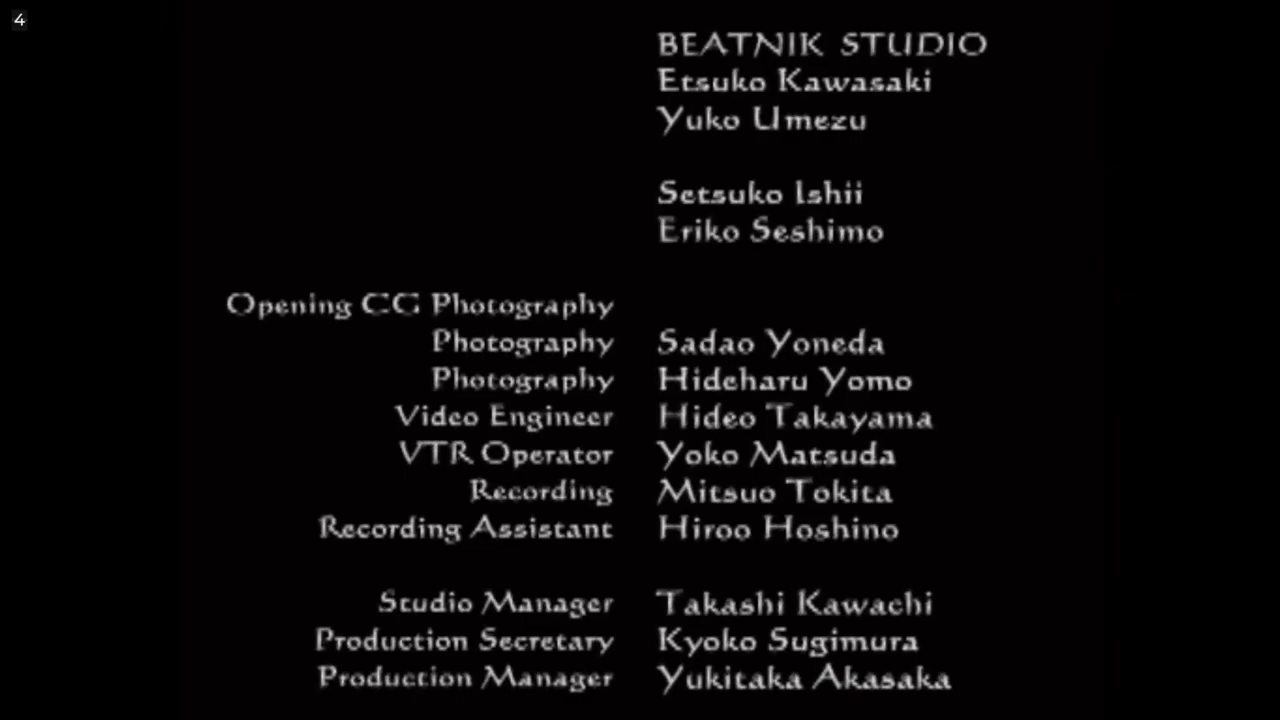 4
BEATNIK STUDIO
Etsuko Kawasaki
Yuko Umezu
Setsuko Ishii
Eriko Seshimo
Opening CG Photography
Photography Sadao Yoneda
Photography Hideharu Yomo
Video Engineer Hideo Takayama
VTR Operator Yoko Matsuda
Recording Mitsuo Tokita
Recording Assistant Hiroo Hoshino
Studio Manager Takashi Kawachi
Production Secretary Kyoko Sugimura
Production Manager Yukitaka Akasaka